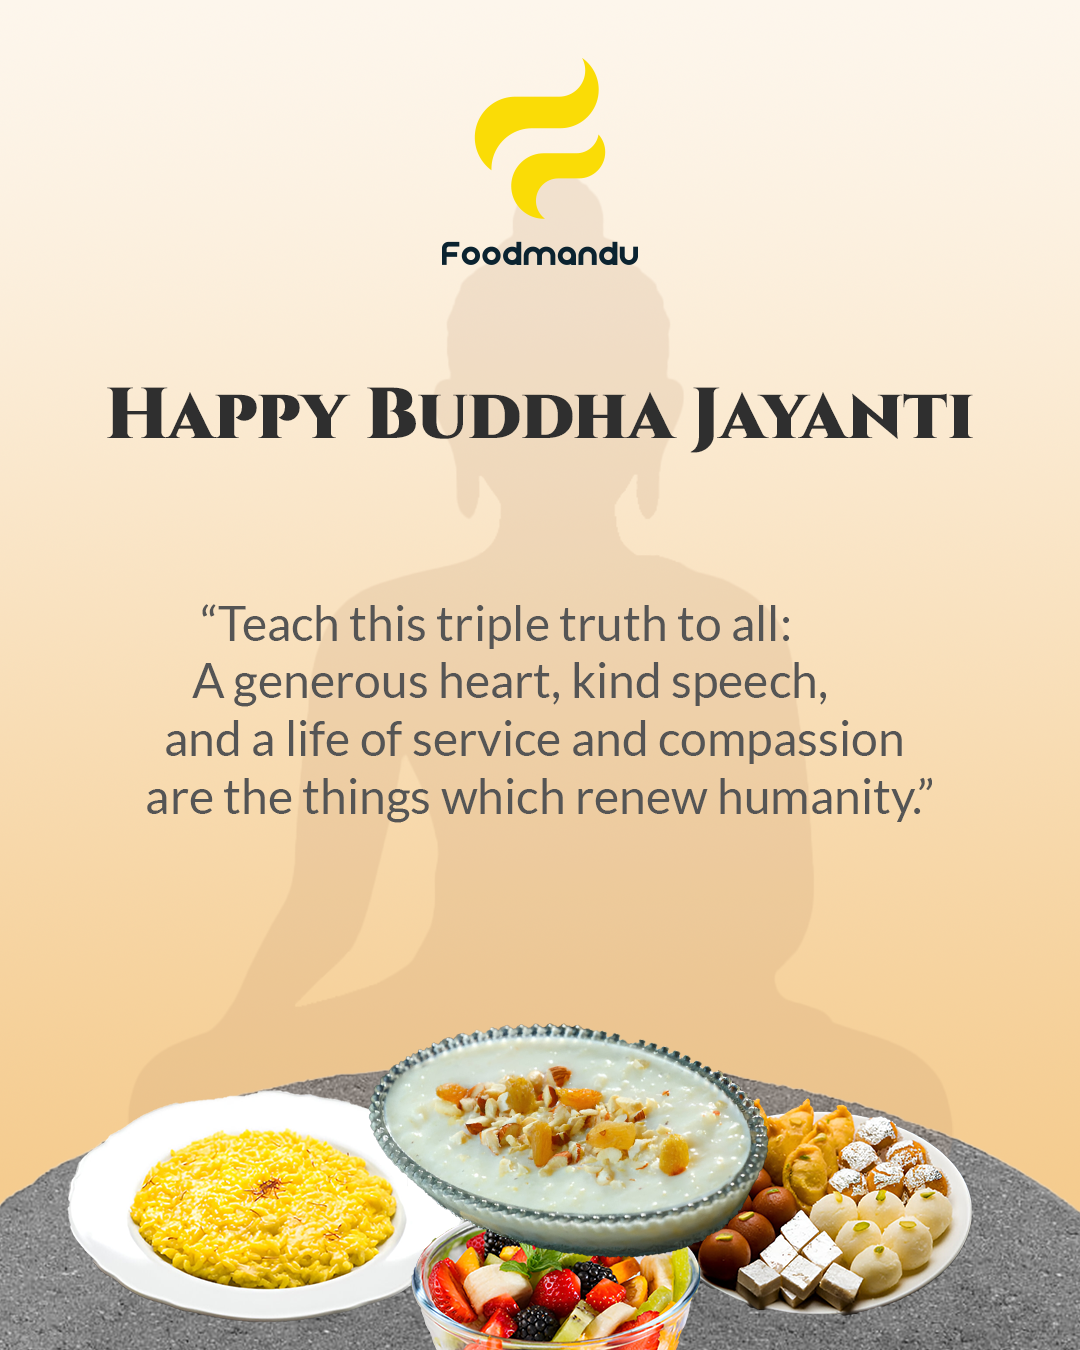 Foodmandu
Happy Buddha Jayanti
“Teach this triple truth to all:
A generous heart, kind speech,
and a life of service and compassion
are the things which renew humanity.”